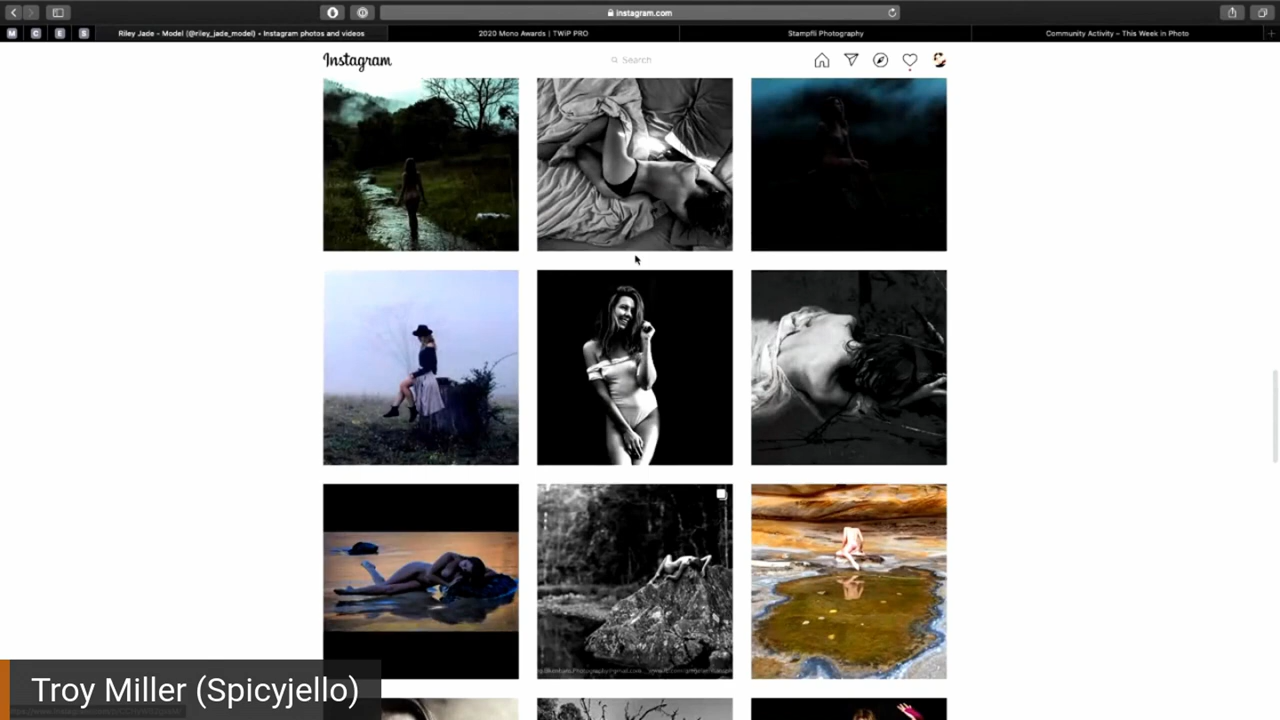 instagram.com
M C E S Riley Jade - Model (@riley_jade_model) • Instagram photos and videos
2020 Mono Awards | TWiP PRO
Stampfli Photography
Community Activity – This Week in Photo
Instagram
Search
Troy Miller (Spicyjello)